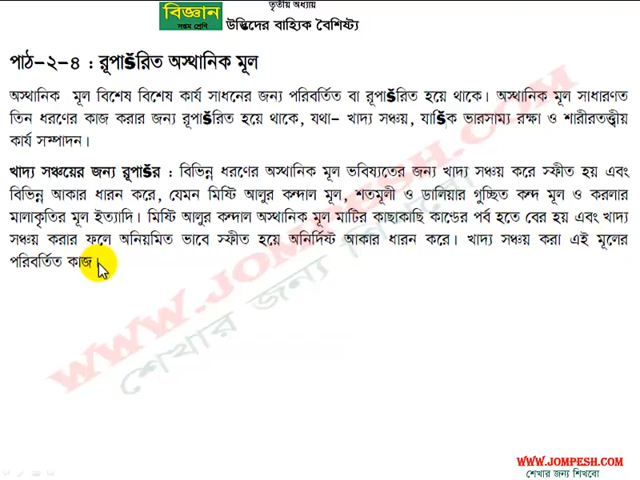 তৃতীয় অধ্যায়
বিজ্ঞান
সপ্তম শ্রেণি
উদ্ভিদের বাহ্যিক বৈশিষ্ট্য
পাঠ-২-৪ : রূপাšরিত অস্থানিক মূল
অস্থানিক মূল বিশেষ বিশেষ কার্য সাধনের জন্য পরিবর্তিত বা রূপাšরিত হয়ে থাকে। অস্থানিক মূল সাধারণত
তিন ধরণের কাজ করার জন্য রূপাšরিত হয়ে থাকে, যথা- খাদ্য সঞ্চয়, যাšিক ভারসাম্য রক্ষা ও শারীরতত্ত্বীয়
কার্য সম্পাদন।
খাদ্য সঞ্চয়ের জন্য রূপাšর : বিভিন্ন ধরণের অস্থানিক মূল ভবিষ্যতের জন্য খাদ্য সঞ্চয় করে স্ফীত হয় এবং
বিভিন্ন আকার ধারন করে, যেমন মিষ্টি আলুর কন্দাল মূল, শতমূলী ও ডালিয়ার গুচ্ছিত কন্দ মূল ও করলার
মালাকৃতির মূল ইত্যাদি। মিষ্টি আলুর কন্দাল অস্থানিক মূল মাটির কাছাকাছি কান্ডের পর্ব হতে বের হয় এবং খাদ্য
সঞ্চয় করার ফলে অনিয়মিত ভাবে স্ফীত হয়ে অনির্দিষ্ট আকার ধারন করে। খাদ্য সঞ্চয় করা এই মূলের
পরিবর্তিত কাজ।
WWW.JOMPESH.COM
শেখার জন্য শিখবো
WWW.JOMPESH.COM
শেখার জন্য শিখবো